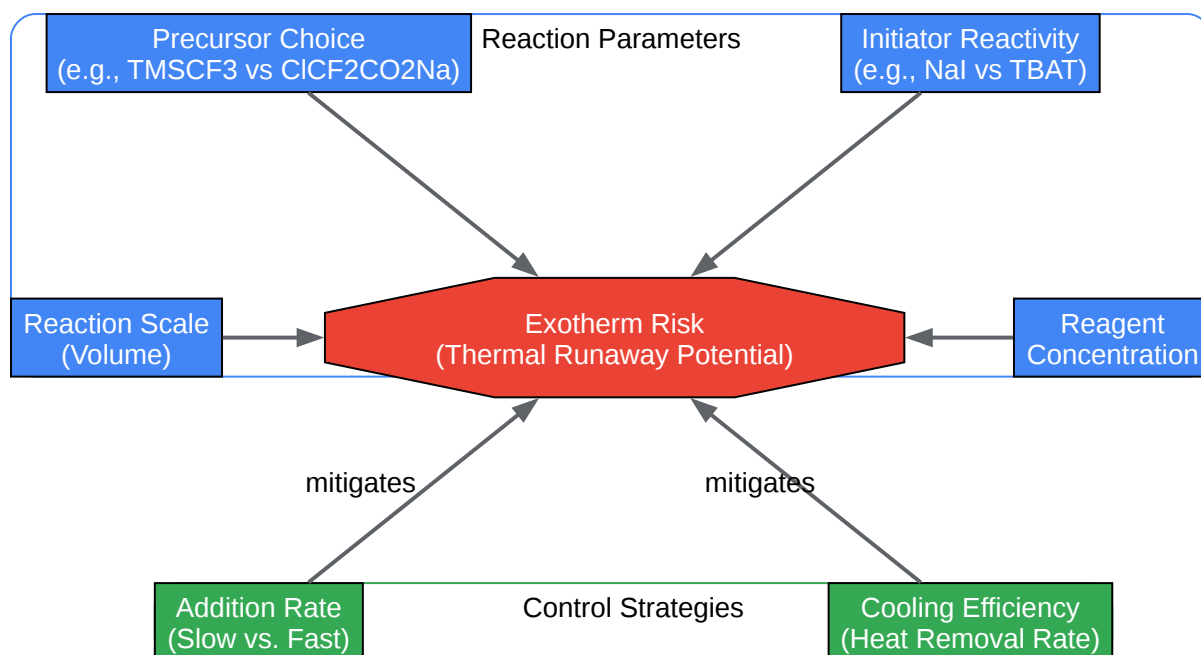 Precursor Choice
(e.g., TMSCF3 vs ClCF2CO2Na)
Reaction Parameters
Initiator Reactivity
(e.g., NaI vs TBAT)
Reaction Scale
(Volume)
Exotherm Risk
(Thermal Runaway Potential)
Reagent
Concentration
mitigates
mitigates
Addition Rate
(Slow vs. Fast)
Control Strategies
Cooling Efficiency
(Heat Removal Rate)